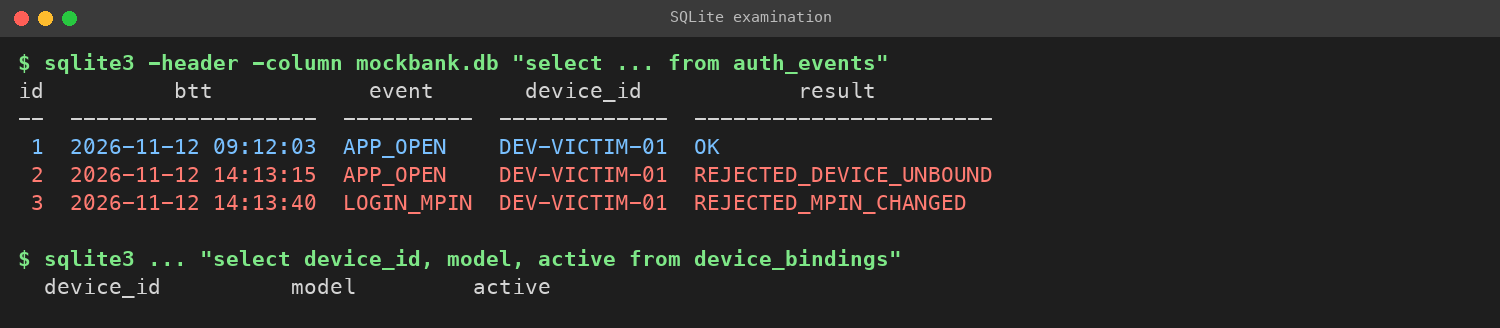 SQLite examination
$ sqlite3 -header -column mockbank.db "select ... from auth_events"
id          btt            event       device_id            result
--  -------------------  ----------  -------------  -----------------------
 1  2026-11-12 09:12:03  APP_OPEN    DEV-VICTIM-01  OK
 2  2026-11-12 14:13:15  APP_OPEN    DEV-VICTIM-01  REJECTED_DEVICE_UNBOUND
 3  2026-11-12 14:13:40  LOGIN_MPIN  DEV-VICTIM-01  REJECTED_MPIN_CHANGED
$ sqlite3 ... "select device_id, model, active from device_bindings"
  device_id          model         active